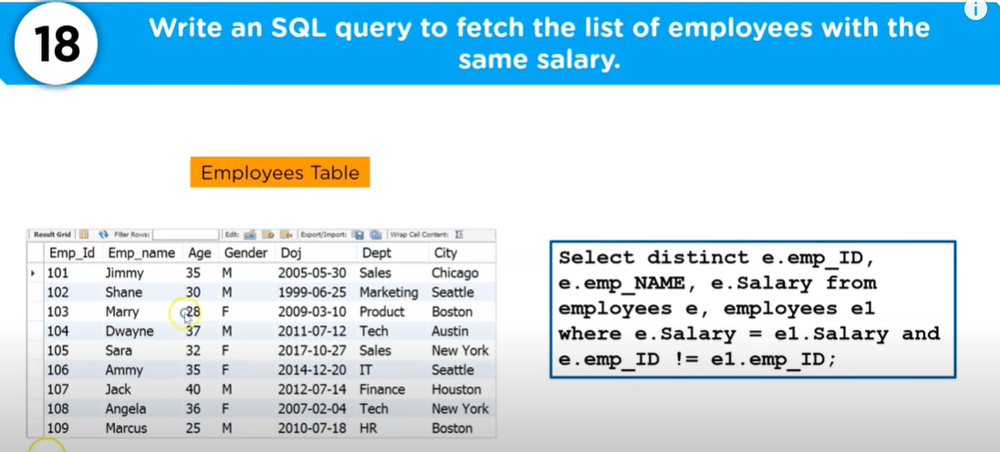 i
18
Write an SQL query to fetch the list of employees with the
same salary.
Employees Table
Result Grid Filter Rows: Edit: Export/Import: Wrap Cell Content:
Emp_Id Emp_name Age Gender Doj Dept City
101 Jimmy 35 M 2005-05-30 Sales Chicago
102 Shane 30 M 1999-06-25 Marketing Seattle
103 Marry 28 F 2009-03-10 Product Boston
104 Dwayne 37 M 2011-07-12 Tech Austin
105 Sara 32 F 2017-10-27 Sales New York
106 Ammy 35 F 2014-12-20 IT Seattle
107 Jack 40 M 2012-07-14 Finance Houston
108 Angela 36 F 2007-02-04 Tech New York
109 Marcus 25 M 2010-07-18 HR Boston
Select distinct e.emp_ID,
e.emp_NAME, e.Salary from
employees e, employees e1
where e.Salary = e1.Salary and
e.emp_ID != e1.emp_ID;